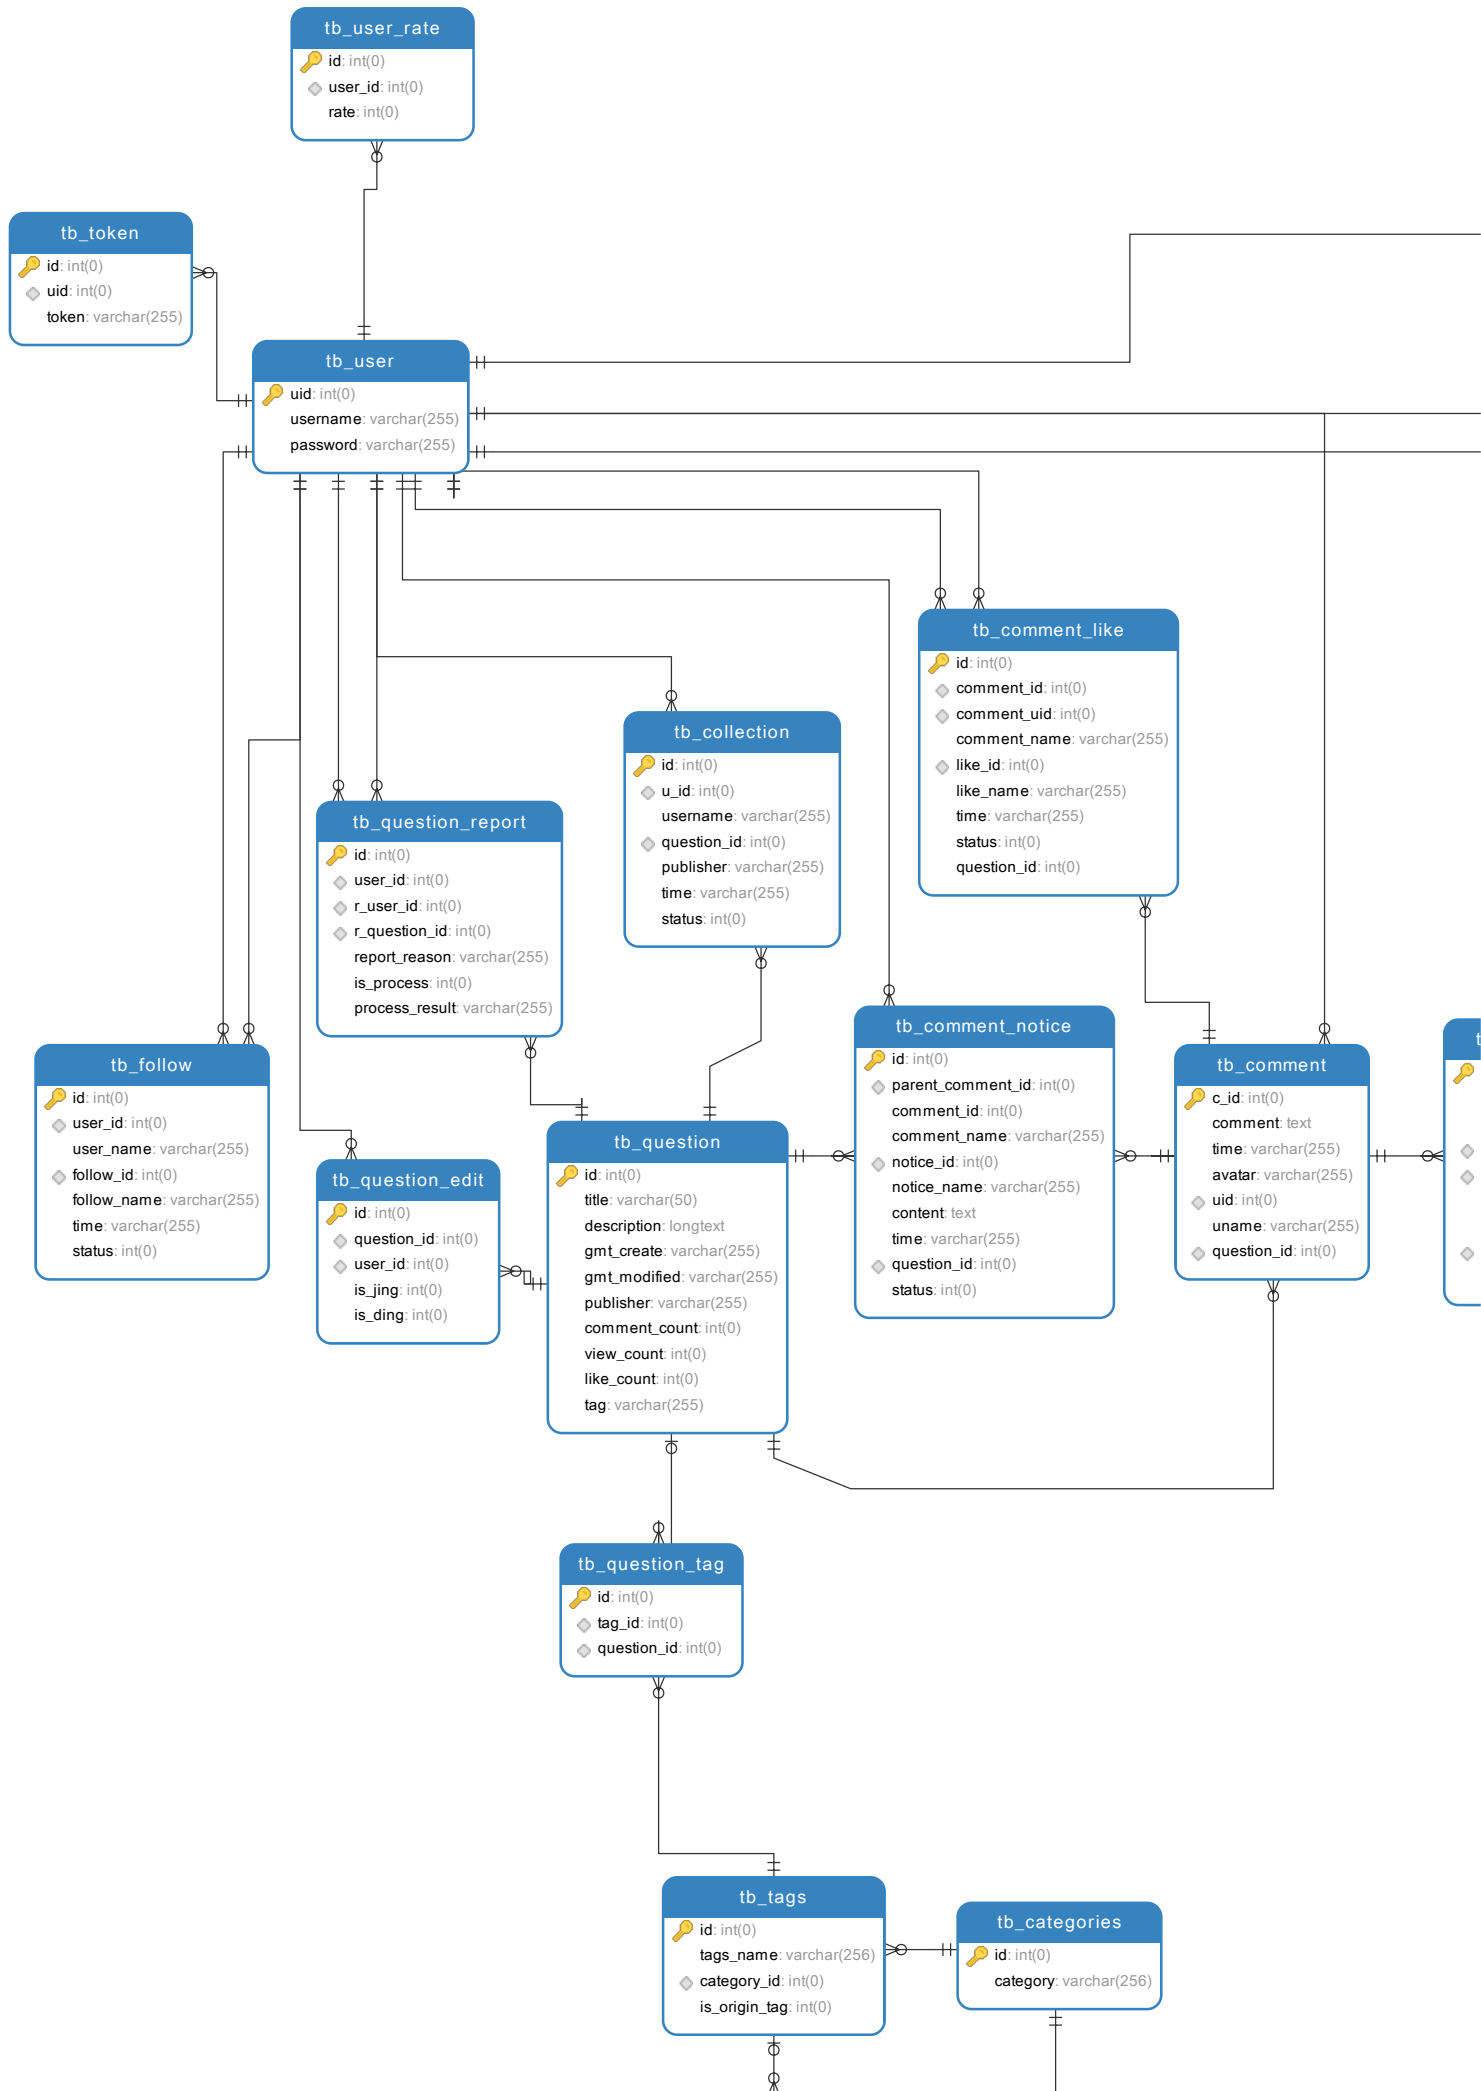 tb_user_rate
id: int(0)
user_id: int(0)
rate: int(0)
tb_token
id: int(0)
uid: int(0)
token: varchar(255)
tb_user
uid: int(0)
username: varchar(255)
password: varchar(255)
tb_comment_like
id: int(0)
comment_id: int(0)
comment_uid: int(0)
comment_name: varchar(255)
like_id: int(0)
like_name: varchar(255)
time: varchar(255)
status: int(0)
question_id: int(0)
tb_collection
id: int(0)
u_id: int(0)
username: varchar(255)
question_id: int(0)
publisher: varchar(255)
time: varchar(255)
status: int(0)
tb_question_report
id: int(0)
user_id: int(0)
r_user_id: int(0)
r_question_id: int(0)
report_reason: varchar(255)
is_process: int(0)
process_result: varchar(255)
tb_comment_notice
id: int(0)
parent_comment_id: int(0)
comment_id: int(0)
comment_name: varchar(255)
notice_id: int(0)
notice_name: varchar(255)
content: text
time: varchar(255)
question_id: int(0)
status: int(0)
t
tb_comment
c_id: int(0)
comment: text
time: varchar(255)
avatar: varchar(255)
uid: int(0)
uname: varchar(255)
question_id: int(0)
tb_follow
id: int(0)
user_id: int(0)
user_name: varchar(255)
follow_id: int(0)
follow_name: varchar(255)
time: varchar(255)
status: int(0)
tb_question
id: int(0)
title: varchar(50)
description: longtext
gmt_create: varchar(255)
gmt_modified: varchar(255)
publisher: varchar(255)
comment_count: int(0)
view_count: int(0)
like_count: int(0)
tag: varchar(255)
tb_question_edit
id: int(0)
question_id: int(0)
user_id: int(0)
is_jing: int(0)
is_ding: int(0)
tb_question_tag
id: int(0)
tag_id: int(0)
question_id: int(0)
tb_tags
id: int(0)
tags_name: varchar(256)
category_id: int(0)
is_origin_tag: int(0)
tb_categories
id: int(0)
category: varchar(256)